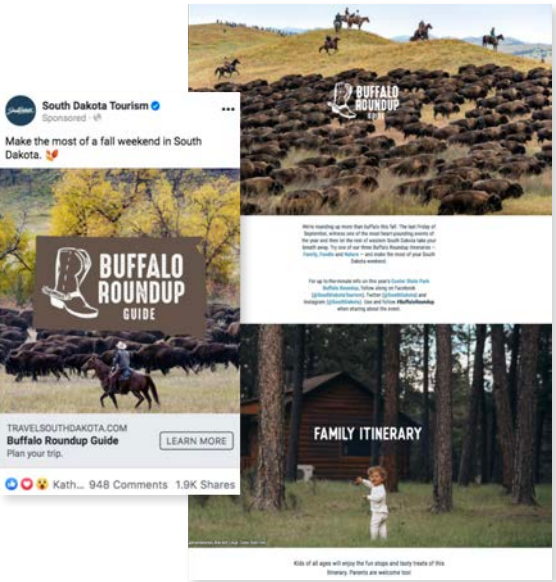 South Dakota Tourism
Sponsored
Make the most of a fall weekend in South
Dakota.
BUFFALO
ROUNDUP
GUIDE
TRAVELSOUTHDAKOTA.COM
Buffalo Roundup Guide
Plan your trip.
LEARN MORE
Kath... 948 Comments 1.9K Shares
BUFFALO
ROUNDUP
GUIDE
We're rounding up more than buffalo this fall. The last Friday of
September, witness one of the most heart-pounding events of
the year and then let the rest of western South Dakota take your
breath away. Try one of our three Buffalo Roundup itineraries –
Family, Foodie and Nature – and make the most of your South
Dakota weekend.
For up-to-the-minute info on this year's Custer State Park
Buffalo Roundup, follow along on Facebook
(@SouthDakotaTourism), Twitter (@SouthDakota) and
Instagram (@SouthDakota). Use and follow #BuffaloRoundup
when sharing about the event.
FAMILY ITINERARY
Kids of all ages will enjoy the fun stops and tasty treats of this
itinerary. Parents are welcome too!